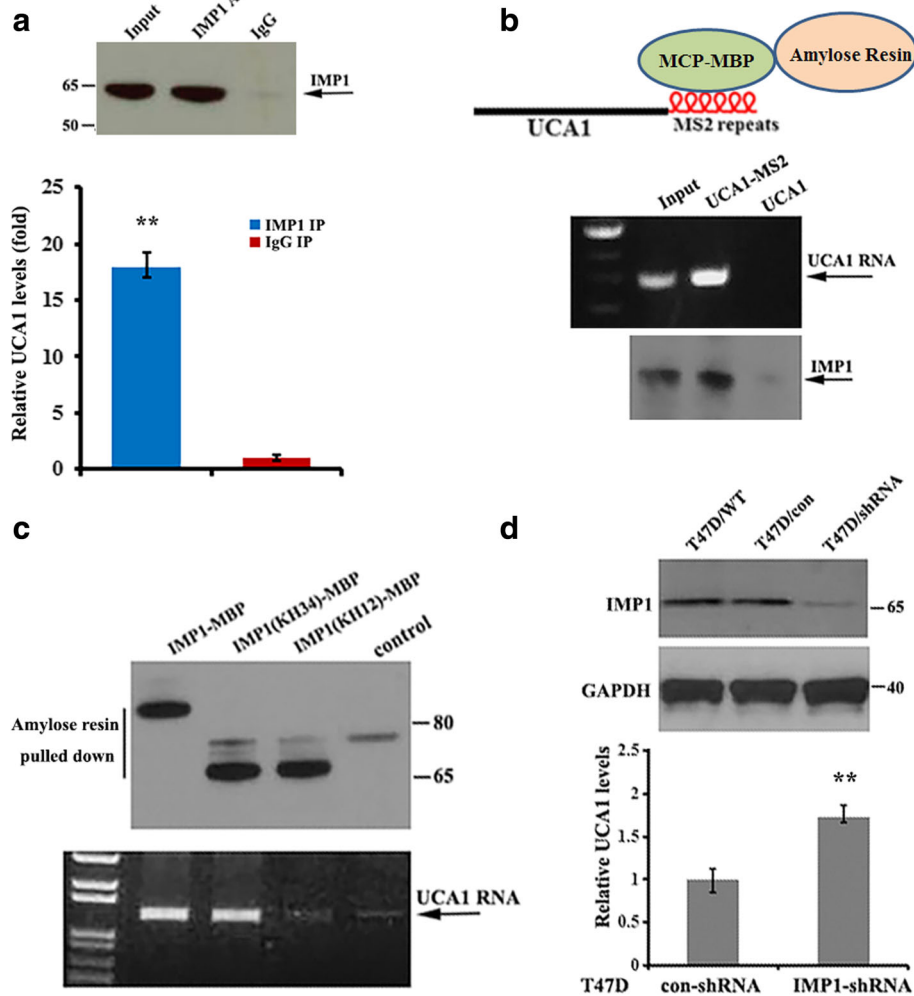 a
Input
IMP1
IgG
65
50
IMP1
Relative UCA1 levels (fold)
25
20
15
10
5
0
**
IMP1 IP
IgG IP
b
MCP-MBP
Amylose Resin
UCA1
MS2 repeats
Input
UCA1-MS2
UCA1
UCA1 RNA
IMP1
c
IMP1-MBP
IMP1(KH34)-MBP
IMP1(KH12)-MBP
control
Amylose resin
pulled down
80
65
UCA1 RNA
d
T47D/WT
T47D/con
T47D/shRNA
IMP1
65
GAPDH
40
Relative UCA1 levels
2.5
2
1.5
1
0.5
0
**
T47D con-shRNA IMP1-shRNA